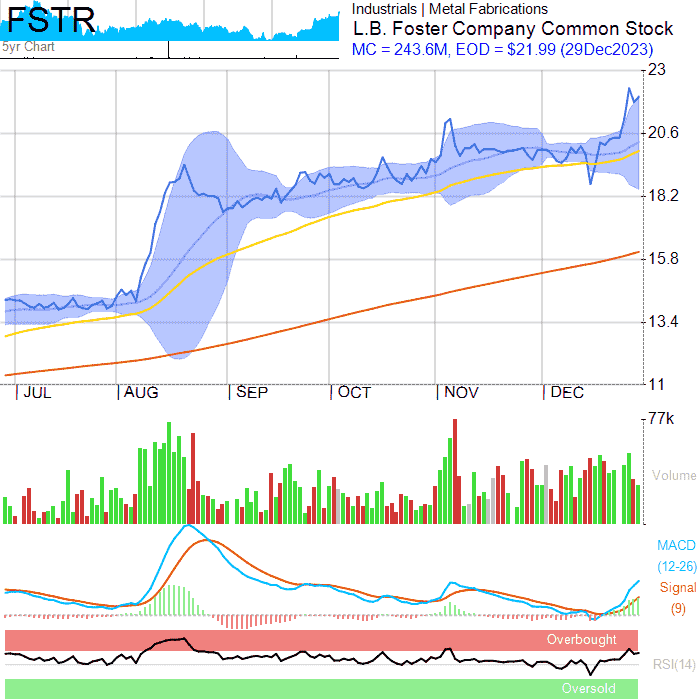 FSTR
5yr Chart
Industrials | Metal Fabrications
L.B. Foster Company Common Stock
MC = 243.6M, EOD = $21.99 (29Dec2023)
23
20.6
18.2
15.8
13.4
11
JUL AUG SEP OCT NOV DEC
77k
Volume
MACD
(12-26)
Signal
(9)
Overbought
RSI(14)
Oversold